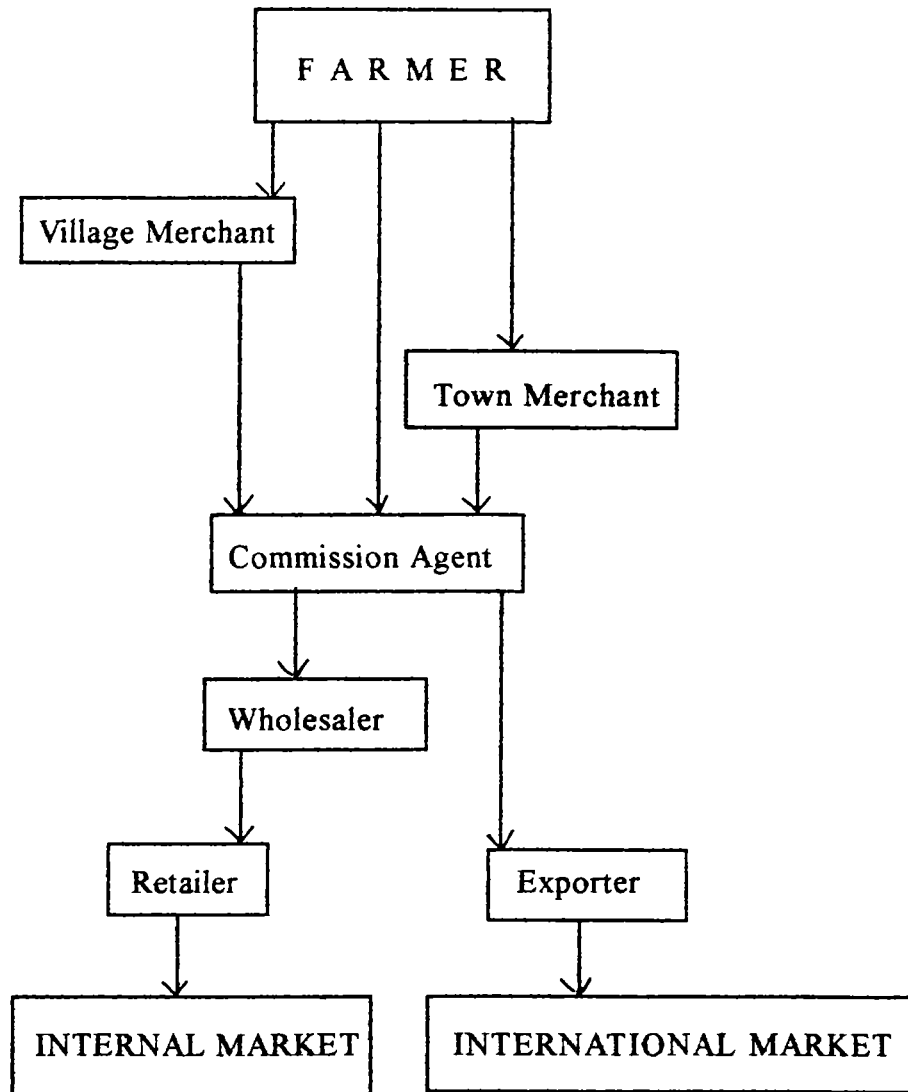 F A R M E R
Village Merchant
Town Merchant
Commission Agent
Wholesaler
Retailer
Exporter
INTERNAL MARKET
INTERNATIONAL MARKET